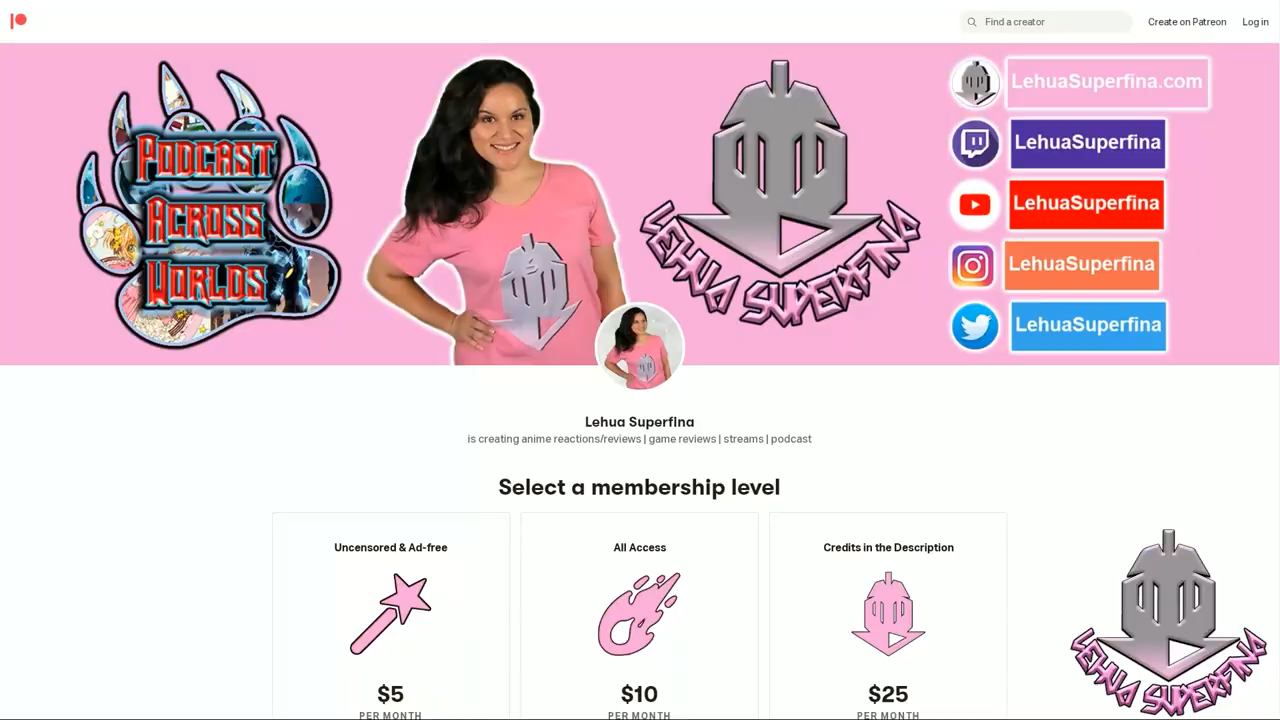 Find a creator
Create on Patreon
Log in
PODCAST
ACROSS
WORLDS
LEHUA SUPERFINA
LehuaSuperfina.com
LehuaSuperfina
LehuaSuperfina
LehuaSuperfina
LehuaSuperfina
Lehua Superfina
is creating anime reactions/reviews | game reviews | streams | podcast
Select a membership level
Uncensored & Ad-free
All Access
Credits in the Description
$5
$10
$25
PER MONTH
PER MONTH
PER MONTH
LEHUA SUPERFINA